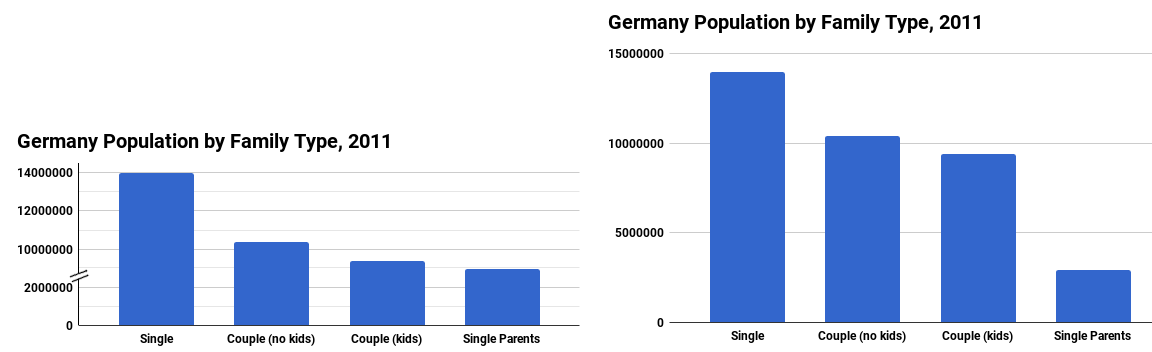 Germany Population by Family Type, 2011
14000000
12000000
10000000
2000000
0
Single Couple (no kids) Couple (kids) Single Parents
Germany Population by Family Type, 2011
15000000
10000000
5000000
0
Single Couple (no kids) Couple (kids) Single Parents